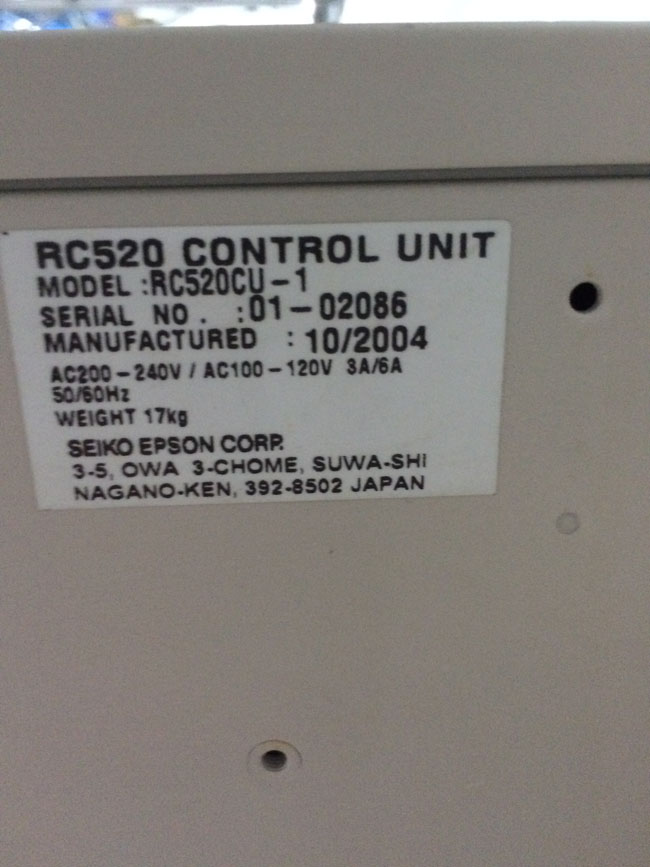 RC520 CONTROL UNIT
MODEL :RC520CU-1
SERIAL NO. :01-02086
MANUFACTURED : 10/2004
AC200-240V / AC100-120V 3A/6A
50/60Hz
WEIGHT 17kg
SEIKO EPSON CORP.
3-5, OWA 3-CHOME, SUWA-SHI
NAGANO-KEN, 392-8502 JAPAN